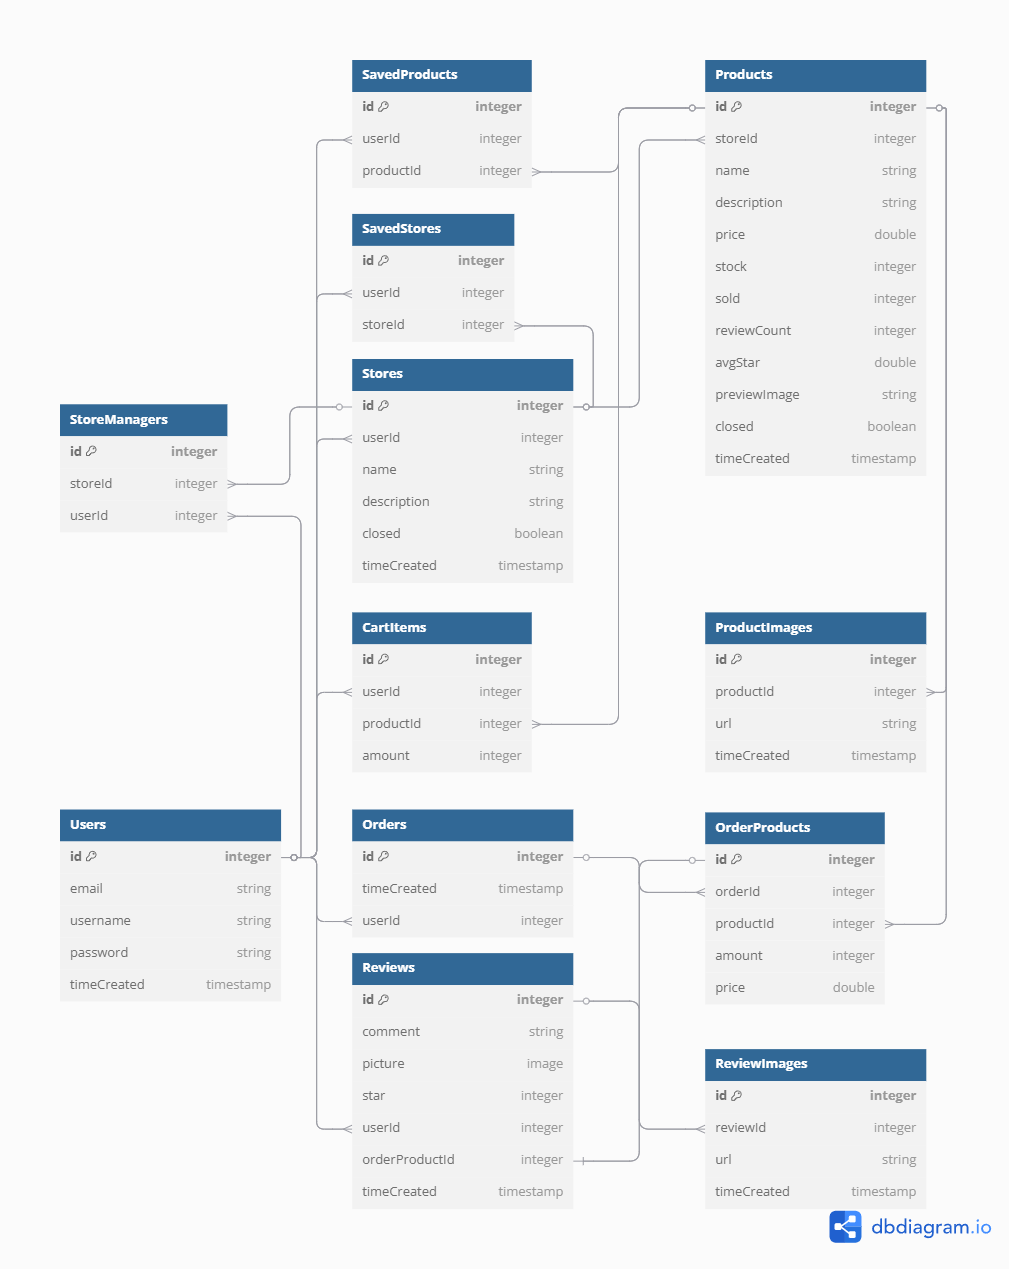 SavedProducts
id integer
userId integer
productId integer
SavedStores
id integer
userId integer
storeId integer
Stores
id integer
userId integer
name string
description string
closed boolean
timeCreated timestamp
StoreManagers
id integer
storeId integer
userId integer
CartItems
id integer
userId integer
productId integer
amount integer
Users
id integer
email string
username string
password string
timeCreated timestamp
Orders
id integer
timeCreated timestamp
userId integer
Reviews
id integer
comment string
picture image
star integer
userId integer
orderProductId integer
timeCreated timestamp
Products
id integer
storeId integer
name string
description string
price double
stock integer
sold integer
reviewCount integer
avgStar double
previewImage string
closed boolean
timeCreated timestamp
ProductImages
id integer
productId integer
url string
timeCreated timestamp
OrderProducts
id integer
orderId integer
productId integer
amount integer
price double
ReviewImages
id integer
reviewId integer
url string
timeCreated timestamp
dbdiagram.io